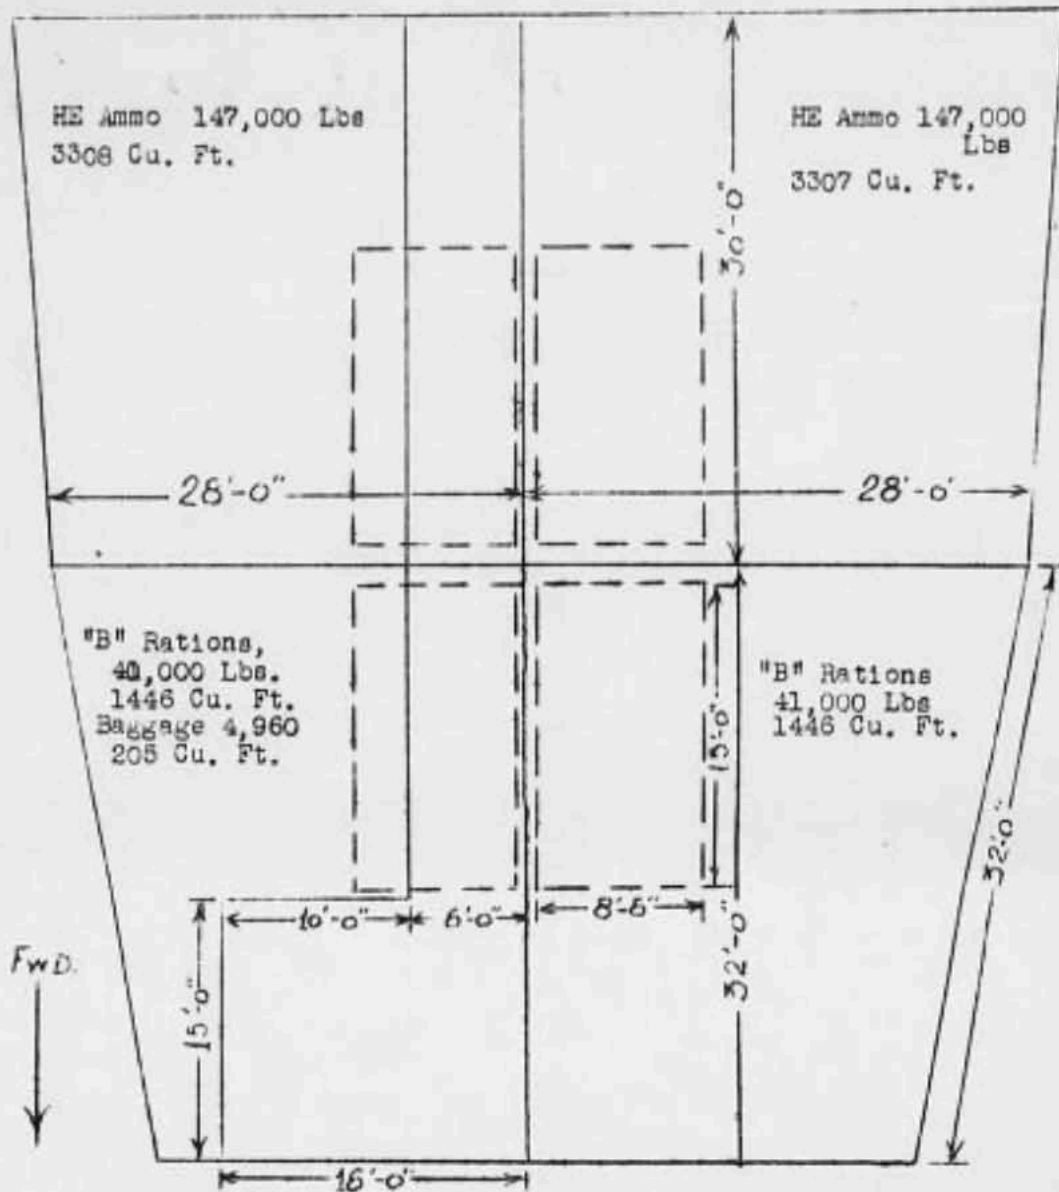 HE Ammo 147,000 Lbs
3308 Cu. Ft.
HE Ammo 147,000
Lbs
3307 Cu. Ft.
30'-0"
28'-0"
28'-0'
"B" Rations,
Lbs.
1446 Cu. Ft.
Baggage 4,960
205 Cu. Ft.
"B" Rations
41,000 Lbs
1446 Cu. Ft.
15'-0"
32'-0"
10'-0"
6'-0"
8'-6"
32'-0"
FWD.
15'-0"
16'-0"